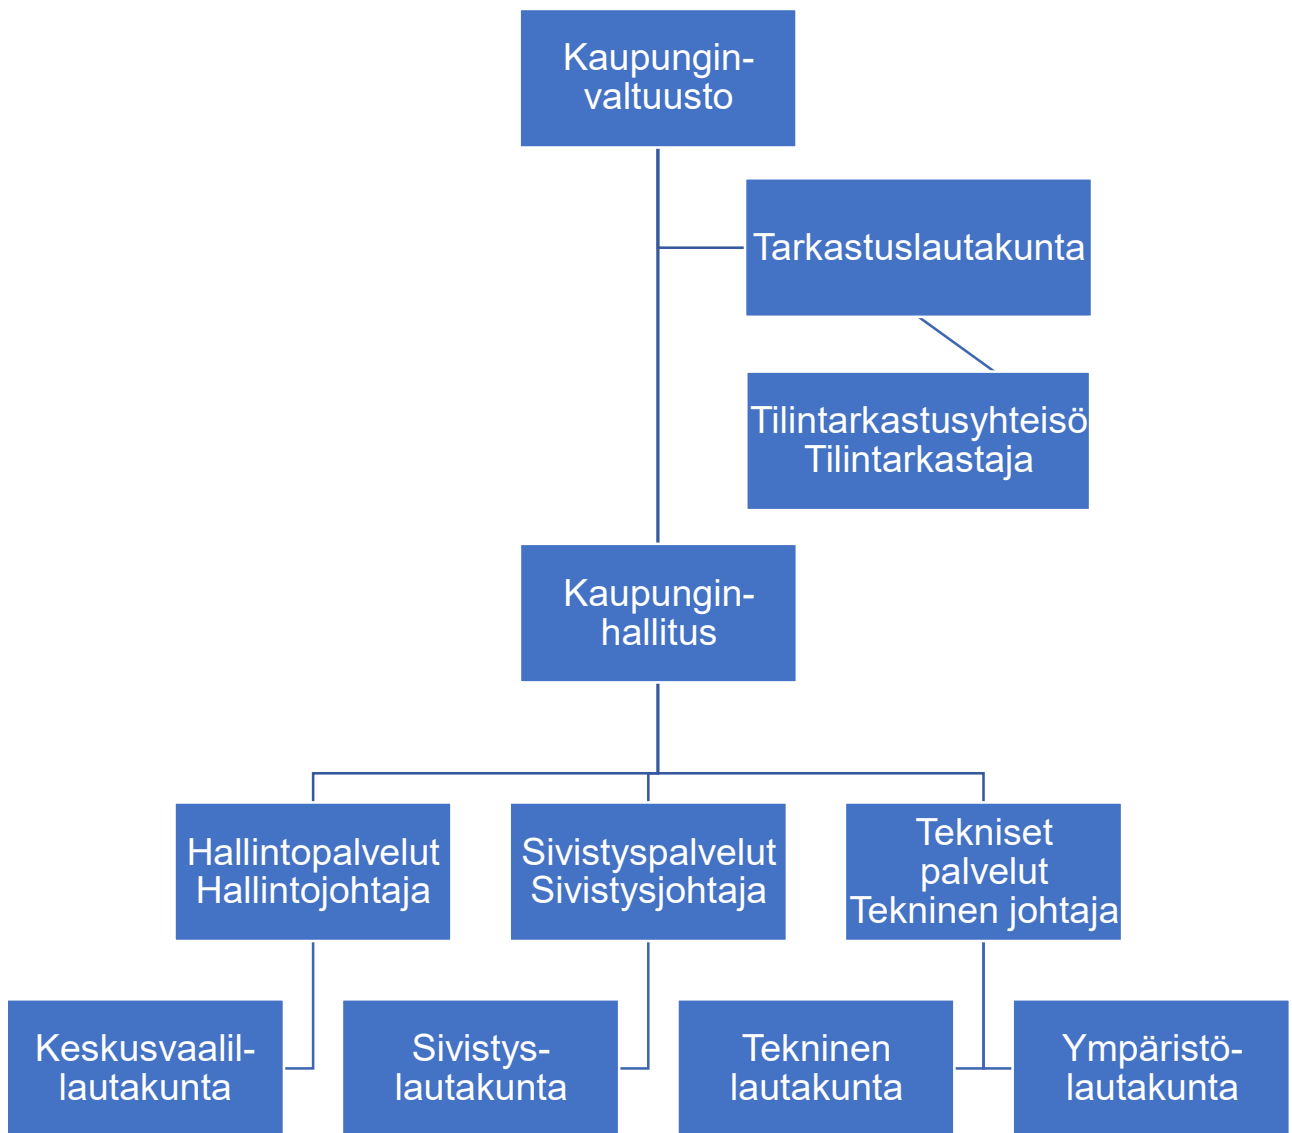 Kaupungin-
valtuusto
Tarkastuslautakunta
Tilintarkastusyhteisö
Tilintarkastaja
Kaupungin-
hallitus
Hallintopalvelut
Hallintojohtaja
Sivistyspalvelut
Sivistysjohtaja
Tekniset
palvelut
Tekninen johtaja
Keskusvaalil-
lautakunta
Sivistys-
lautakunta
Tekninen
lautakunta
Ympäristö-
lautakunta